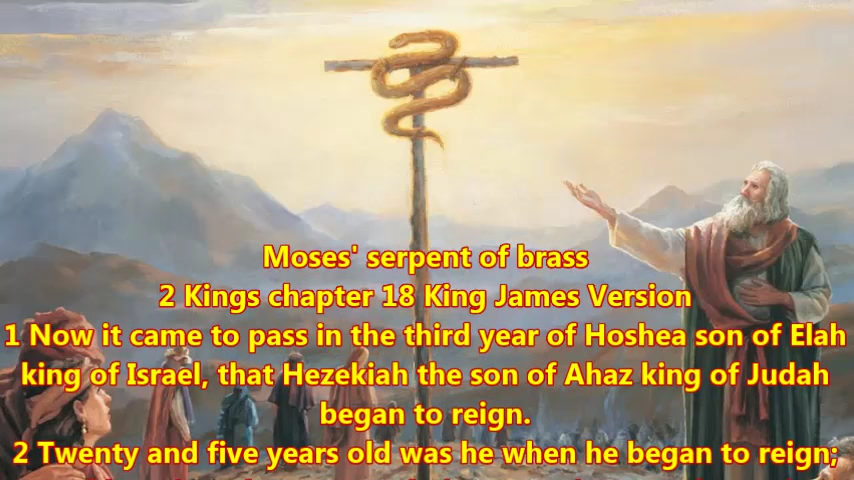 Moses' serpent of brass
2 Kings chapter 18 King James Version
1 Now it came to pass in the third year of Hoshea son of Elah
king of Israel, that Hezekiah the son of Ahaz king of Judah
began to reign.
2 Twenty and five years old was he when he began to reign;